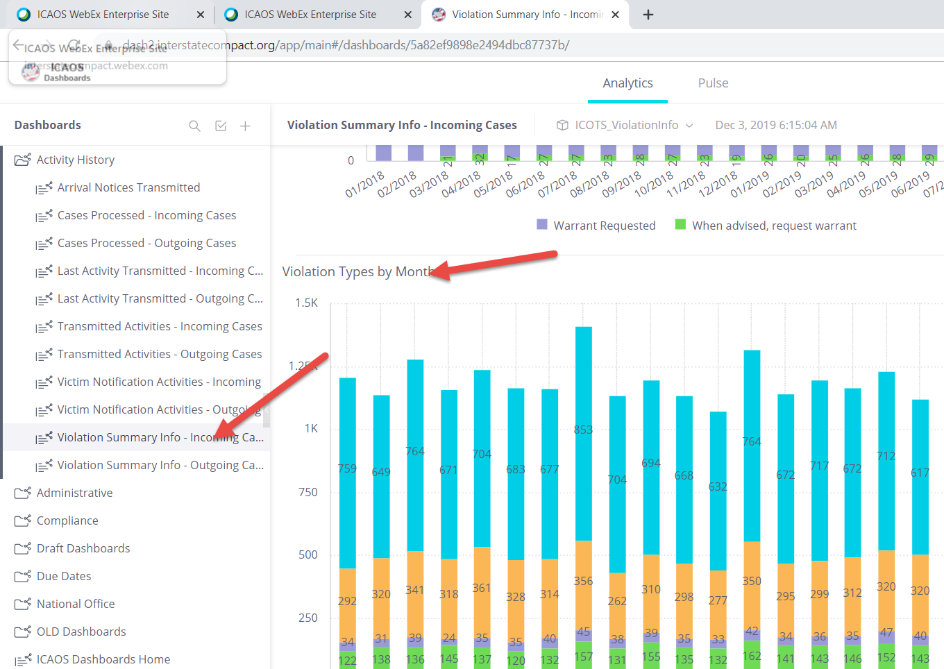 ICAOS WebEx Enterprise Site
ICAOS WebEx Enterprise Site
Violation Summary Info - Incomi
dash2.interstatecompact.org/app/main#/dashboards/5a82ef9898e2494dbc87737b/
ICAOS WebEx Enterprise Site
interstatecompact.webex.com
ICAOS
Dashboards
Analytics
Pulse
Dashboards
Activity History
Arrival Notices Transmitted
Cases Processed - Incoming Cases
Cases Processed - Outgoing Cases
Last Activity Transmitted - Incoming C...
Last Activity Transmitted - Outgoing C...
Transmitted Activities - Incoming Cases
Transmitted Activities - Outgoing Cases
Victim Notification Activities - Incoming
Victim Notification Activities - Outgoing
Violation Summary Info - Incoming Ca...
Violation Summary Info - Outgoing Ca...
Administrative
Compliance
Draft Dashboards
Due Dates
National Office
OLD Dashboards
ICAOS Dashboards Home
Violation Summary Info - Incoming Cases
ICOTS_ViolationInfo
Dec 3, 2019 6:15:04 AM
0
21 32 17 27 27 23 28 27 23 19 26 20 25 26 28 29
01/2018 02/2018 03/2018 04/2018 05/2018 06/2018 07/2018 08/2018 09/2018 10/2018 11/2018 12/2018 01/2019 02/2019 03/2019 04/2019 05/2019 06/2019 07/2
Warrant Requested
When advised, request warrant
Violation Types by Month
1.5K
1.25K
1K
750
500
250
759 649 764 671 704 683 677 853 704 694 668 632 764 672 717 672 712 617
292 320 341 318 361 328 314 356 262 310 298 277 350 295 299 312 320 320
34 31 39 24 35 35 40 45 38 39 35 33 42 34 36 35 47 40
122 138 136 145 137 120 132 157 131 155 135 132 162 141 143 146 152 143